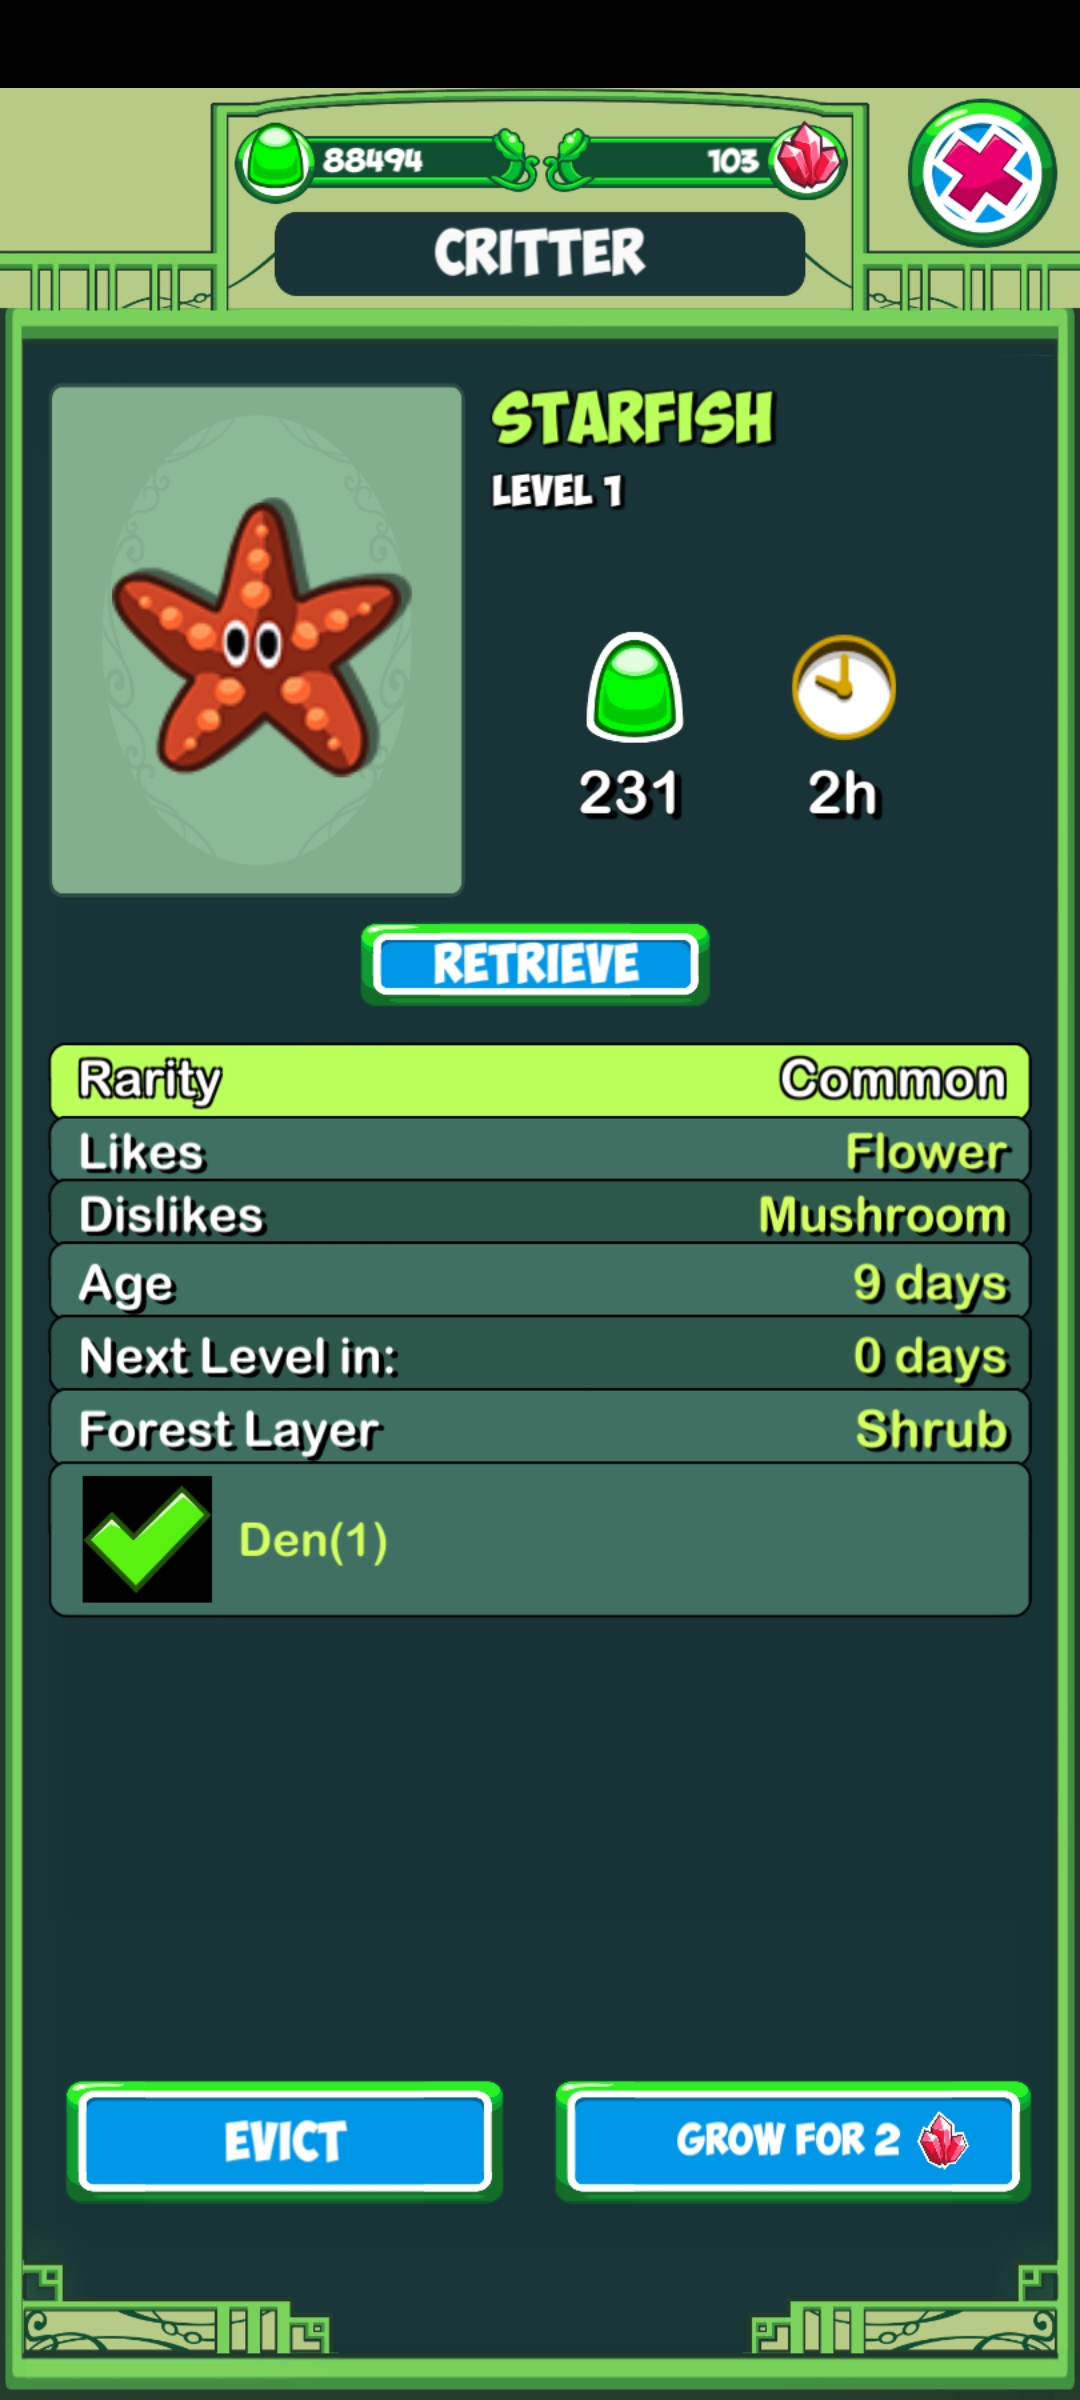 88494 103
CRITTER
STARFISH
LEVEL 1
231 2h
RETRIEVE
Rarity Common
Likes Flower
Dislikes Mushroom
Age 9 days
Next Level in: 0 days
Forest Layer Shrub
Den(1)
EVICT GROW FOR 2